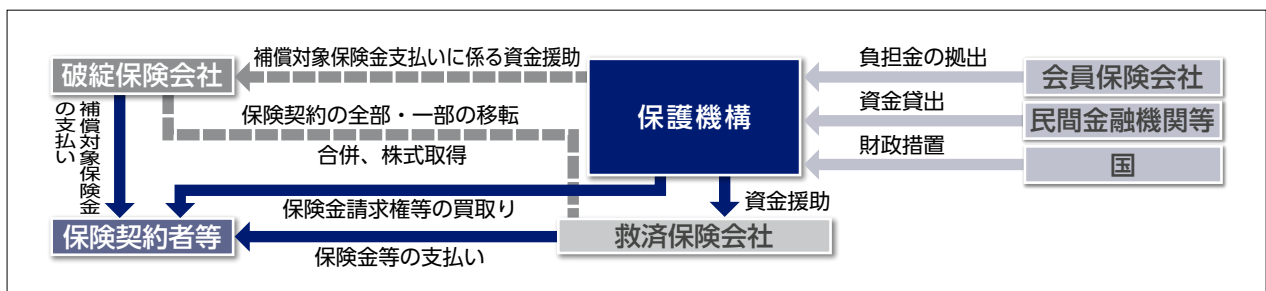 補償対象保険金支払いに係る資金援助
破綻保険会社
保険契約の全部・一部の移転
合併、株式取得
補償対象保険金
の支払い
保険契約者等
保険金請求権等の買取り
保険金等の支払い
保護機構
資金援助
救済保険会社
負担金の拠出
会員保険会社
資金貸出
民間金融機関等
財政措置
国